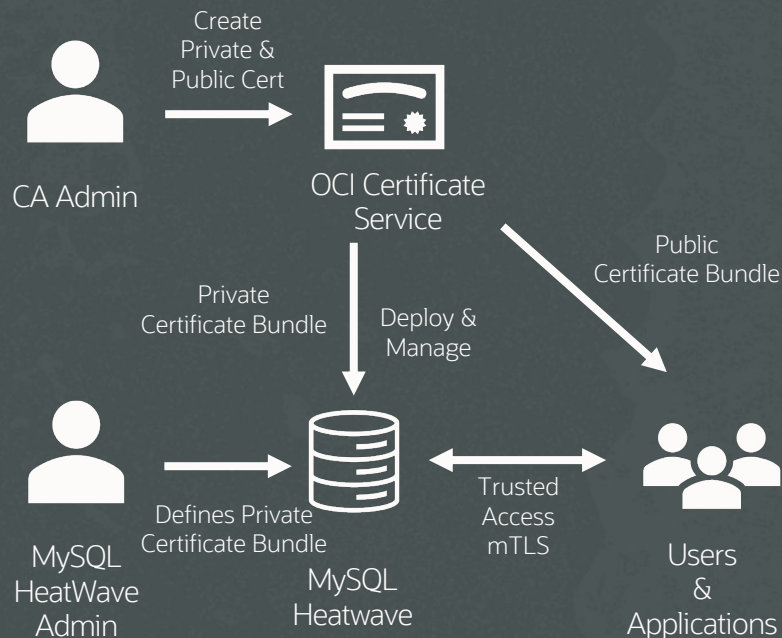 Create
Private &
Public Cert
CA Admin
OCI Certificate
Service
Public
Certificate Bundle
Private
Certificate Bundle
Deploy &
Manage
Defines Private
Certificate Bundle
Trusted
Access
mTLS
MySQL
HeatWave
Admin
MySQL
Heatwave
Users
&
Applications